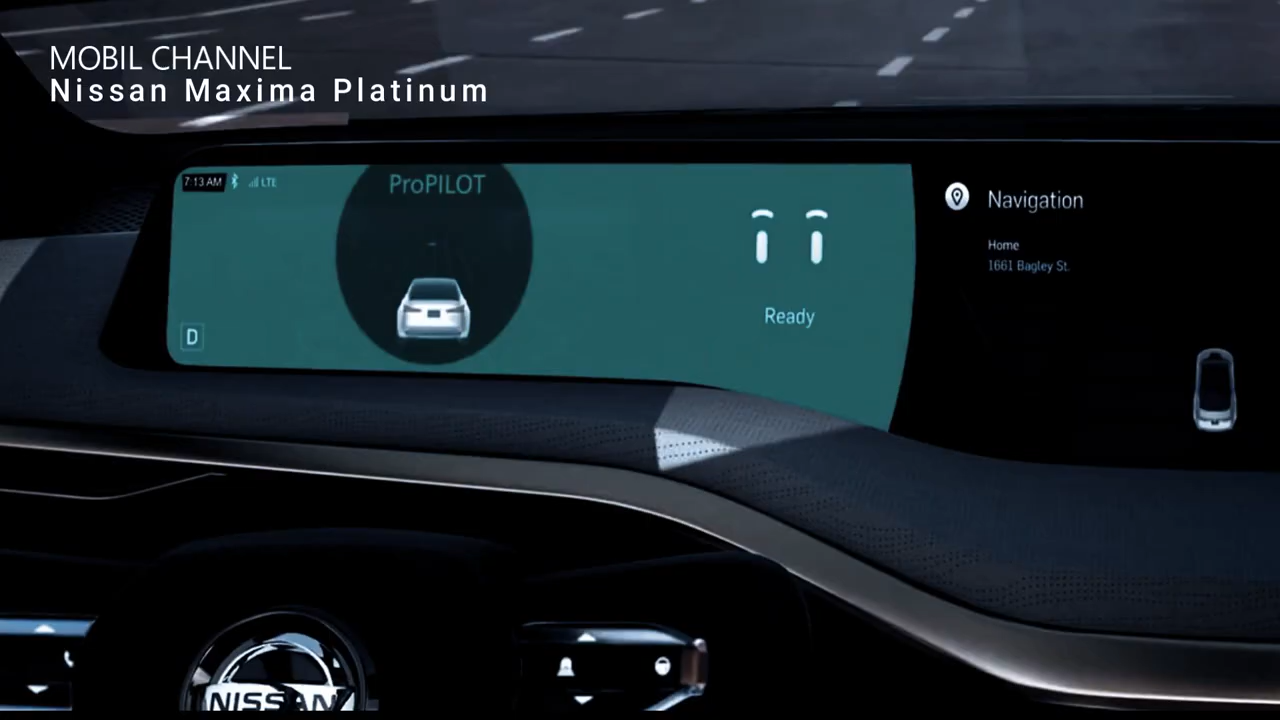 MOBIL CHANNEL
Nissan Maxima Platinum
7:13 AM LTE
ProPILOT
D
Ready
Navigation
Home
1661 Bagley St.
NISSAN